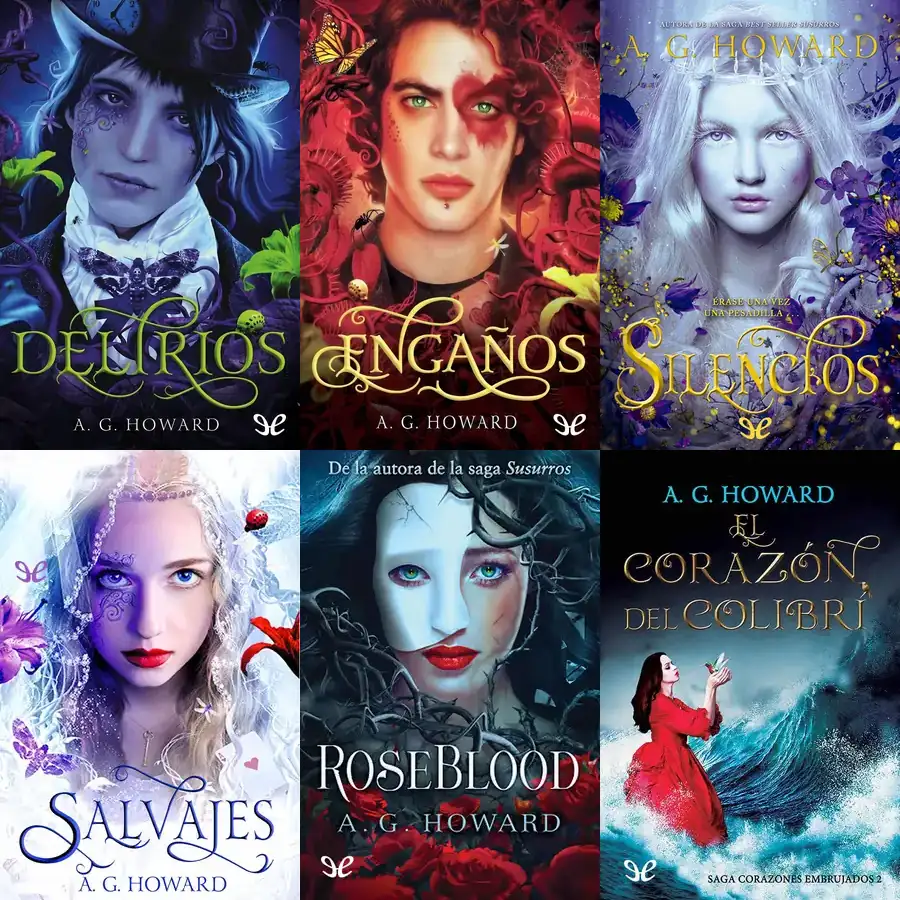 DELIRIOS
A. G. HOWARD
ENGAÑOS
A. G. HOWARD
AUTORA DE LA SAGA BEST SELLER SUSURROS
A. G. HOWARD
ÉRASE UNA VEZ
UNA PESADILLA . . .
SILENCIOS
SALVAJES
A. G. HOWARD
De la autora de la saga Susurros
ROSEBLOOD
A. G. HOWARD
A. G. HOWARD
EL
CORAZÓN
DEL COLIBRÍ
SAGA CORAZONES EMBRUJADOS 2